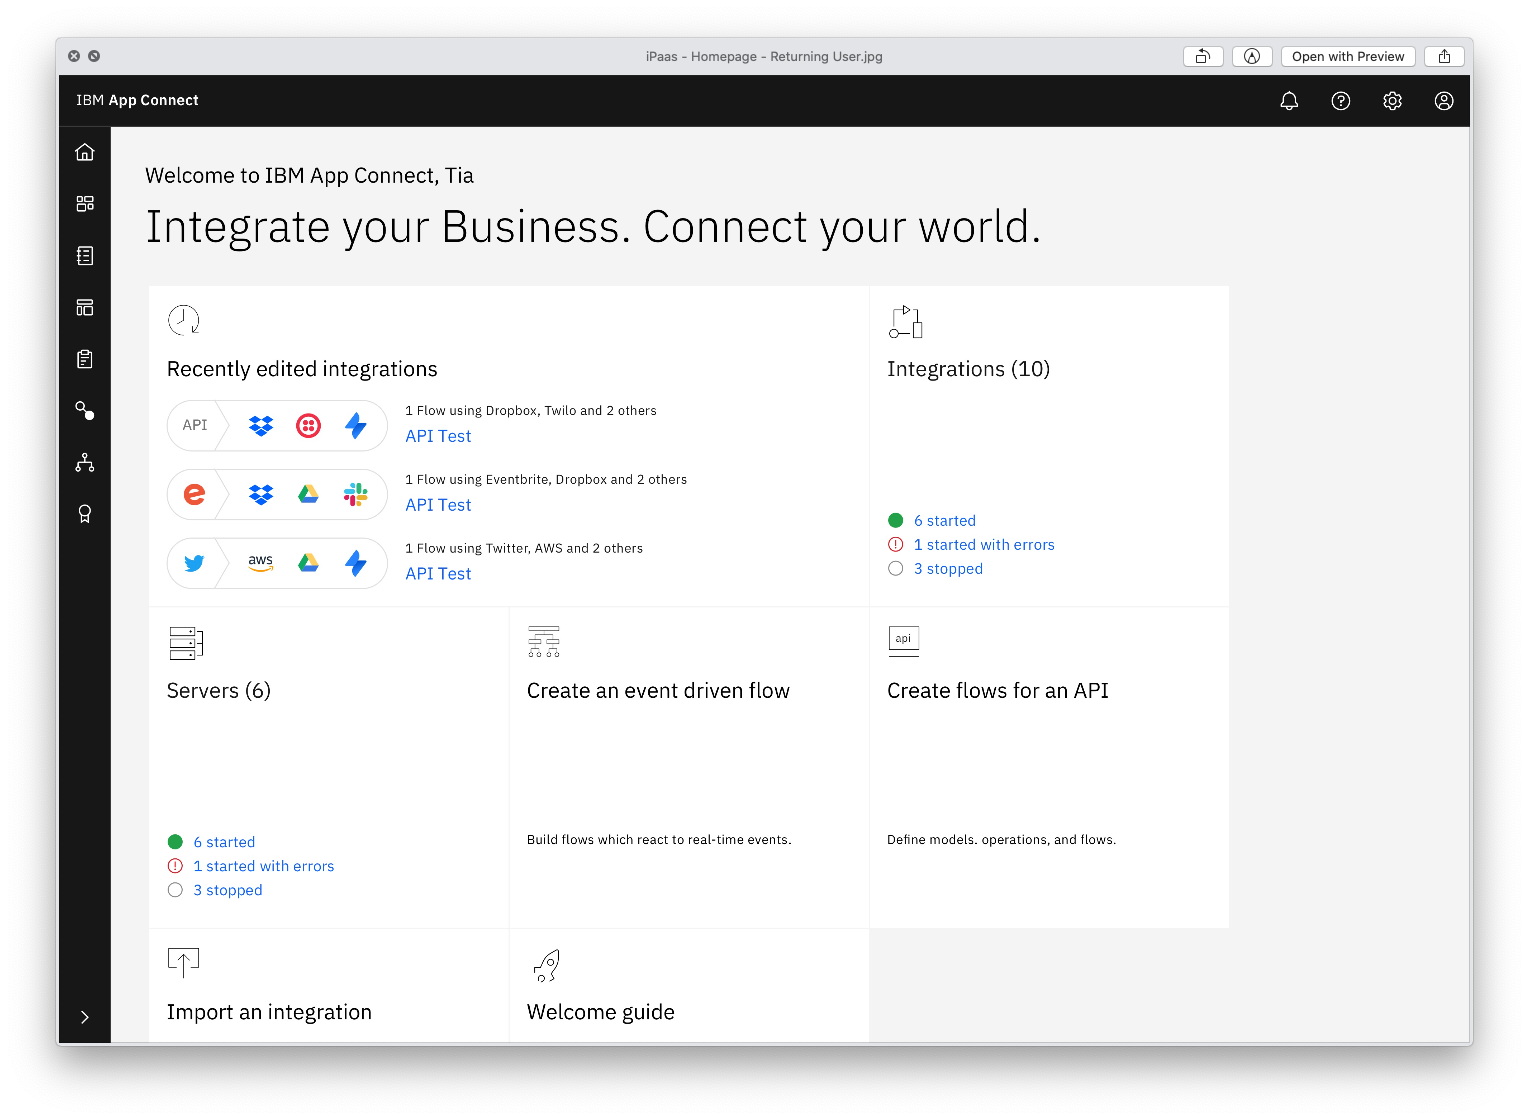 iPaas - Homepage - Returning User.jpg
Open with Preview
IBM App Connect
Welcome to IBM App Connect, Tia
Integrate your Business. Connect your world.
Recently edited integrations
API
1 Flow using Dropbox, Twilo and 2 others
API Test
1 Flow using Eventbrite, Dropbox and 2 others
API Test
aws
1 Flow using Twitter, AWS and 2 others
API Test
Integrations (10)
6 started
1 started with errors
3 stopped
Servers (6)
6 started
1 started with errors
3 stopped
Create an event driven flow
Build flows which react to real-time events.
api
Create flows for an API
Define models. operations, and flows.
Import an integration
Welcome guide